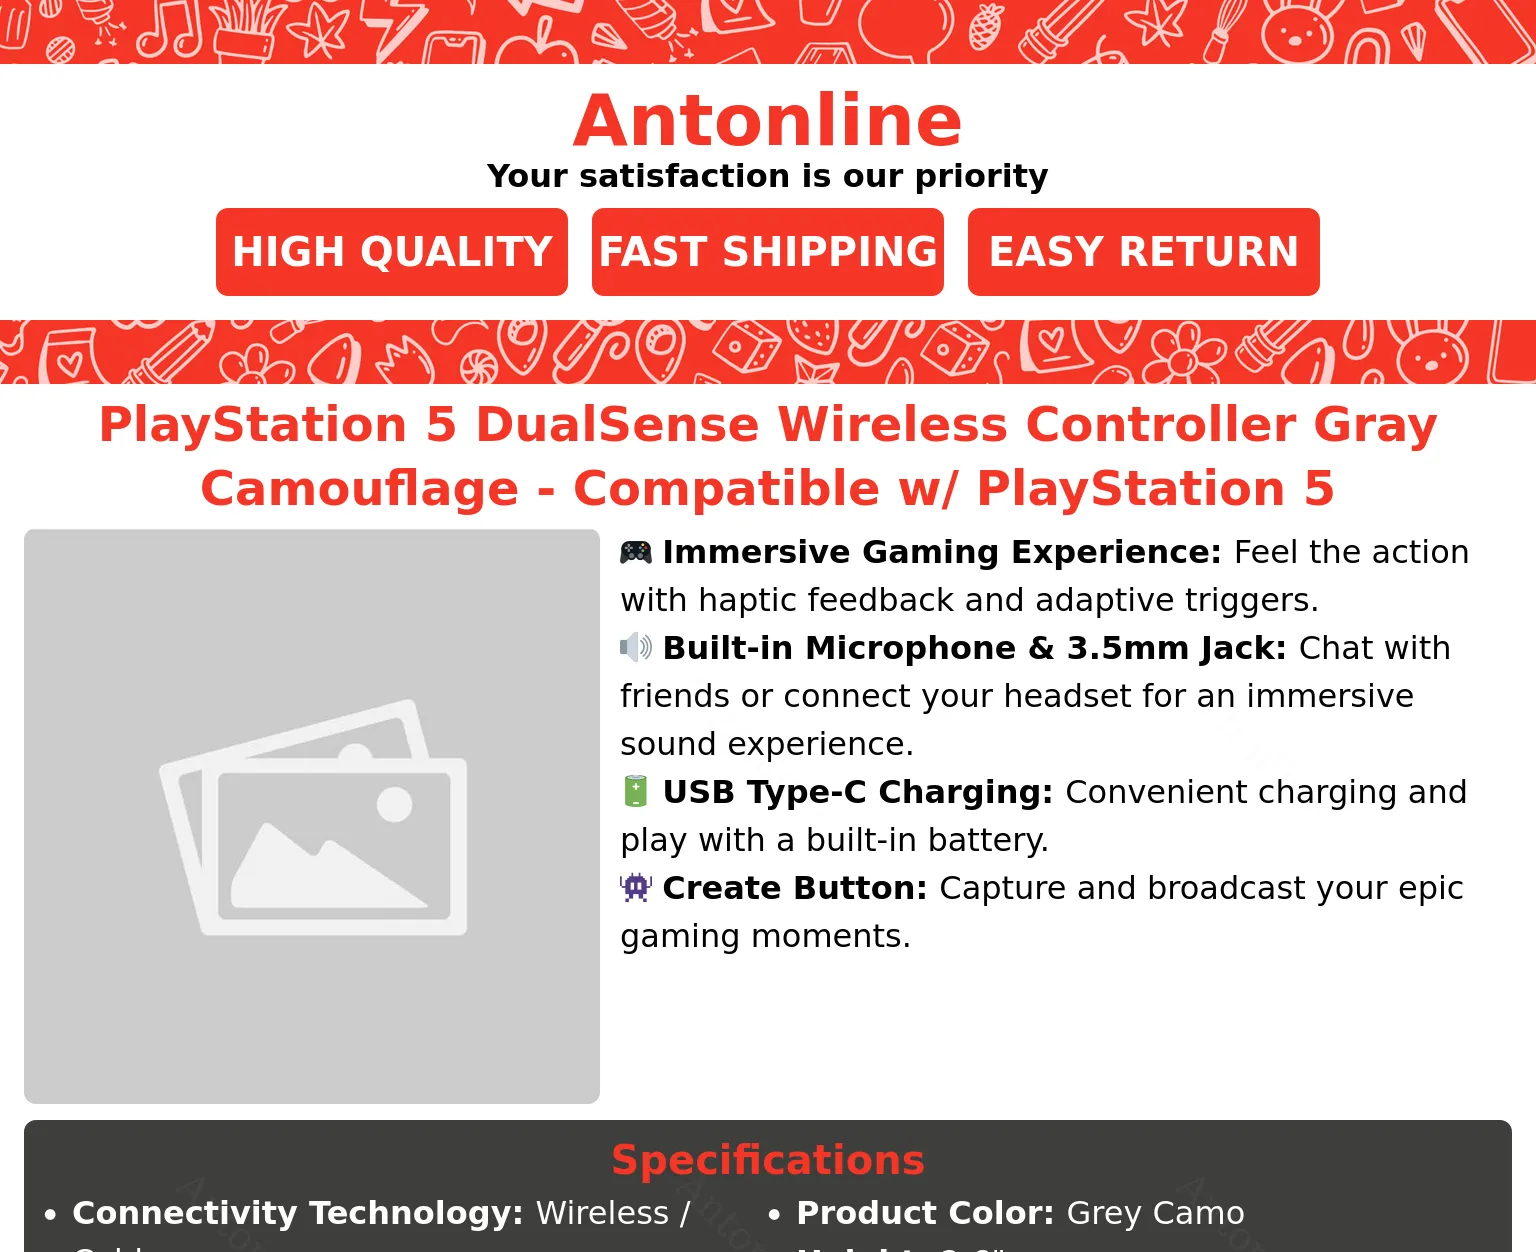 Antonline
Your satisfaction is our priority
HIGH QUALITY
FAST SHIPPING
EASY RETURN
PlayStation 5 DualSense Wireless Controller Gray
Camouflage - Compatible w/ PlayStation 5
Immersive Gaming Experience: Feel the action
with haptic feedback and adaptive triggers.
Built-in Microphone & 3.5mm Jack: Chat with
friends or connect your headset for an immersive
sound experience.
USB Type-C Charging: Convenient charging and
play with a built-in battery.
Create Button: Capture and broadcast your epic
gaming moments.
Specifications
• Connectivity Technology: Wireless /
• Product Color: Grey Camo